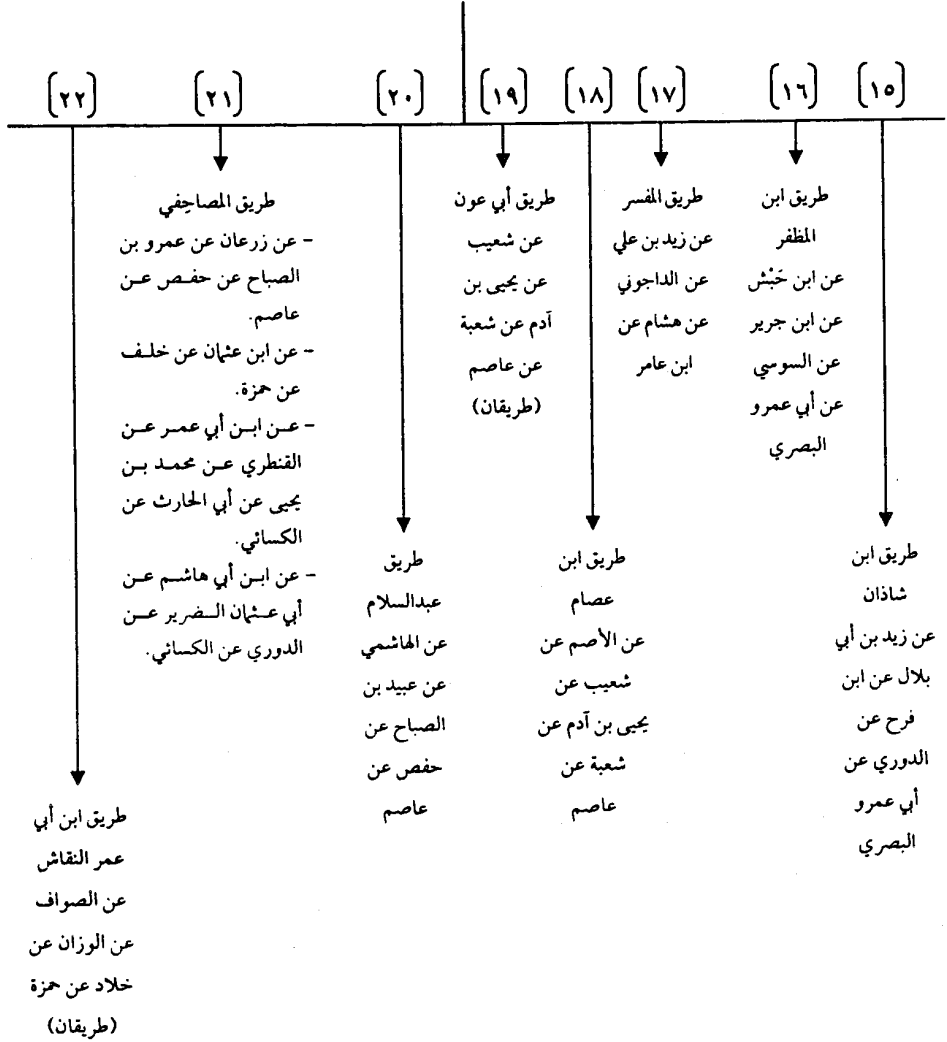 (١٥)
طريق ابن
شاذان
عن زيد بن أبي
بلال عن ابن
فرح عن
الدوري عن
أبي عمرو
البصري
(١٦)
طريق ابن
المظفر
عن ابن حَبْش
عن ابن جرير
عن السوسي
عن أبي عمرو
البصري
(١٧)
طريق المفسر
عن زيد بن علي
عن الداجوني
عن هشام عن
ابن عامر
(١٨)
طريق ابن
عصام
عن الأصم عن
شعيب عن
يحيى بن آدم عن
شعبة عن
عاصم
(١٩)
طريق أبي عون
عن شعيب
عن يحيى بن
آدم عن شعبة
عن عاصم
(طريقان)
(٢٠)
طريق
عبدالسلام
عن الهاشمي
عن عبيد بن
الصباح عن
حفص عن
عاصم
(٢١)
طريق المصاحِفي
- عن زرعان عن عمرو بن
الصباح عن حفص عن
عاصم.
- عن ابن عثمان عن خلف
عن حمزة.
- عن ابن أبي عمر عن
القنطري عن محمد بن
يحيى عن أبي الحارث عن
الكسائي.
- عن ابن أبي هاشم عن
أبي عثمان الضرير عن
الدوري عن الكسائي.
(٢٢)
طريق ابن أبي
عمر النقاش
عن الصواف
عن الوزان عن
خلاد عن حمزة
(طريقان)